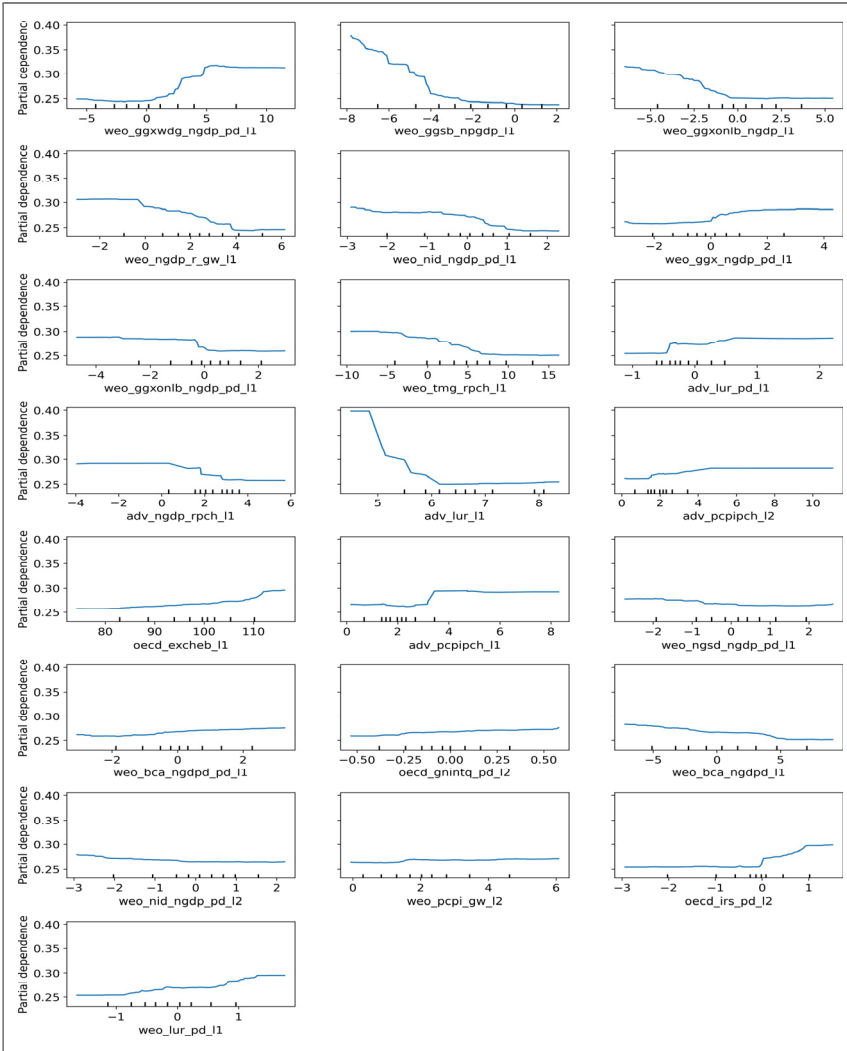 Partial cependence
0.40
0.35
0.30
0.25
−5 0 5 10
weo_ggxwdg_ngdp_pd_l1
−8 −6 −4 −2 0 2
weo_ggsb_npgdp_l1
−5.0 −2.5 0.0 2.5 5.0
weo_ggxonlb_ngdp_l1
Partial dependence
0.40
0.35
0.30
0.25
−2 0 2 4 6
weo_ngdp_r_gw_l1
−3 −2 −1 0 1 2
weo_nid_ngdp_pd_l1
−2 0 2 4
weo_ggx_ngdp_pd_l1
Partial dependence
0.40
0.35
0.30
0.25
−4 −2 0 2
weo_ggxonlb_ngdp_pd_l1
−10 −5 0 5 10 15
weo_tmg_rpch_l1
−1 0 1 2
adv_lur_pd_l1
Partial dependence
0.40
0.35
0.30
0.25
−4 −2 0 2 4 6
adv_ngdp_rpch_l1
5 6 7 8
adv_lur_l1
0 2 4 6 8 10
adv_pcpipch_l2
Partial dependence
0.40
0.35
0.30
0.25
80 90 100 110
oecd_excheb_l1
0 2 4 6 8
adv_pcpipch_l1
−2 −1 0 1 2
weo_ngsd_ngdp_pd_l1
Partial dependence
0.40
0.35
0.30
0.25
−2 0 2
weo_bca_ngdpd_pd_l1
−0.50 −0.25 0.00 0.25 0.50
oecd_gnintq_pd_l2
−5 0 5
weo_bca_ngdpd_l1
Partial dependence
0.40
0.35
0.30
0.25
−3 −2 −1 0 1 2
weo_nid_ngdp_pd_l2
0 2 4 6
weo_pcpi_gw_l2
−3 −2 −1 0 1
oecd_irs_pd_l2
Partial dependence
0.40
0.35
0.30
0.25
−1 0 1
weo_lur_pd_l1